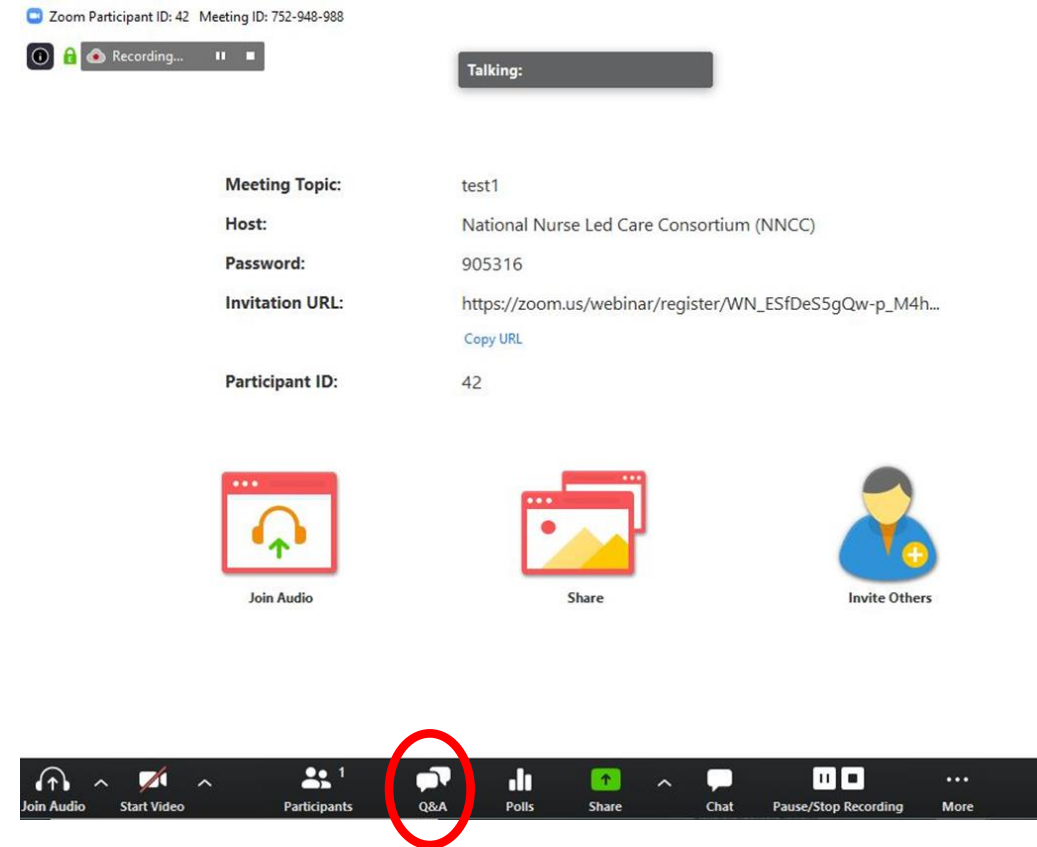 Zoom Participant ID: 42 Meeting ID: 752-948-988
Recording...
Talking:
Meeting Topic: test1
Host: National Nurse Led Care Consortium (NNCC)
Password: 905316
Invitation URL: https://zoom.us/webinar/register/WN_ESfDeS5gQw-p_M4h...
Copy URL
Participant ID: 42
Join Audio Share Invite Others
1
Join Audio Start Video Participants Q&A Polls Share Chat Pause/Stop Recording More